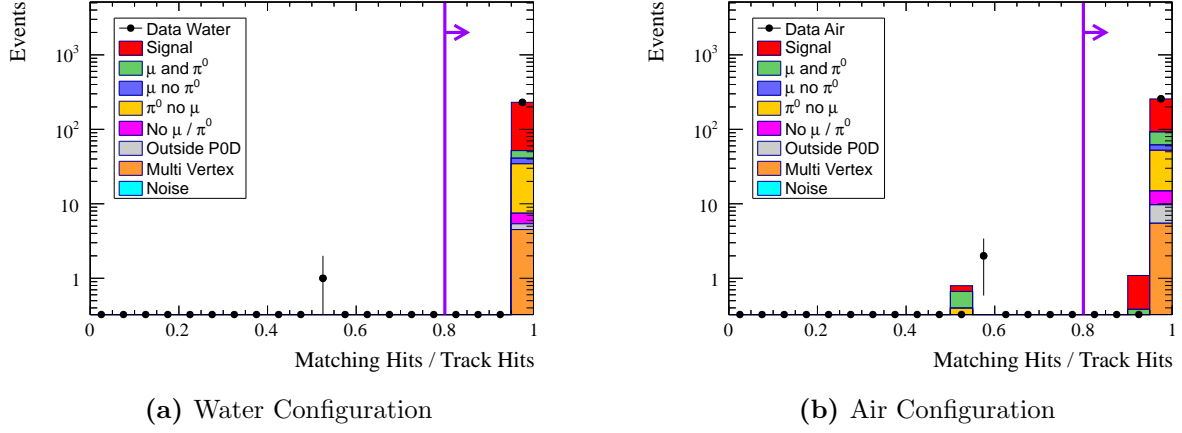 Events
10³
10²
10
1
Data Water
Signal
μ and π⁰
μ no π⁰
π⁰ no μ
No μ / π⁰
Outside P0D
Multi Vertex
Noise
0 0.2 0.4 0.6 0.8 1
Matching Hits / Track Hits
(a) Water Configuration
Events
10³
10²
10
1
Data Air
Signal
μ and π⁰
μ no π⁰
π⁰ no μ
No μ / π⁰
Outside P0D
Multi Vertex
Noise
0 0.2 0.4 0.6 0.8 1
Matching Hits / Track Hits
(b) Air Configuration